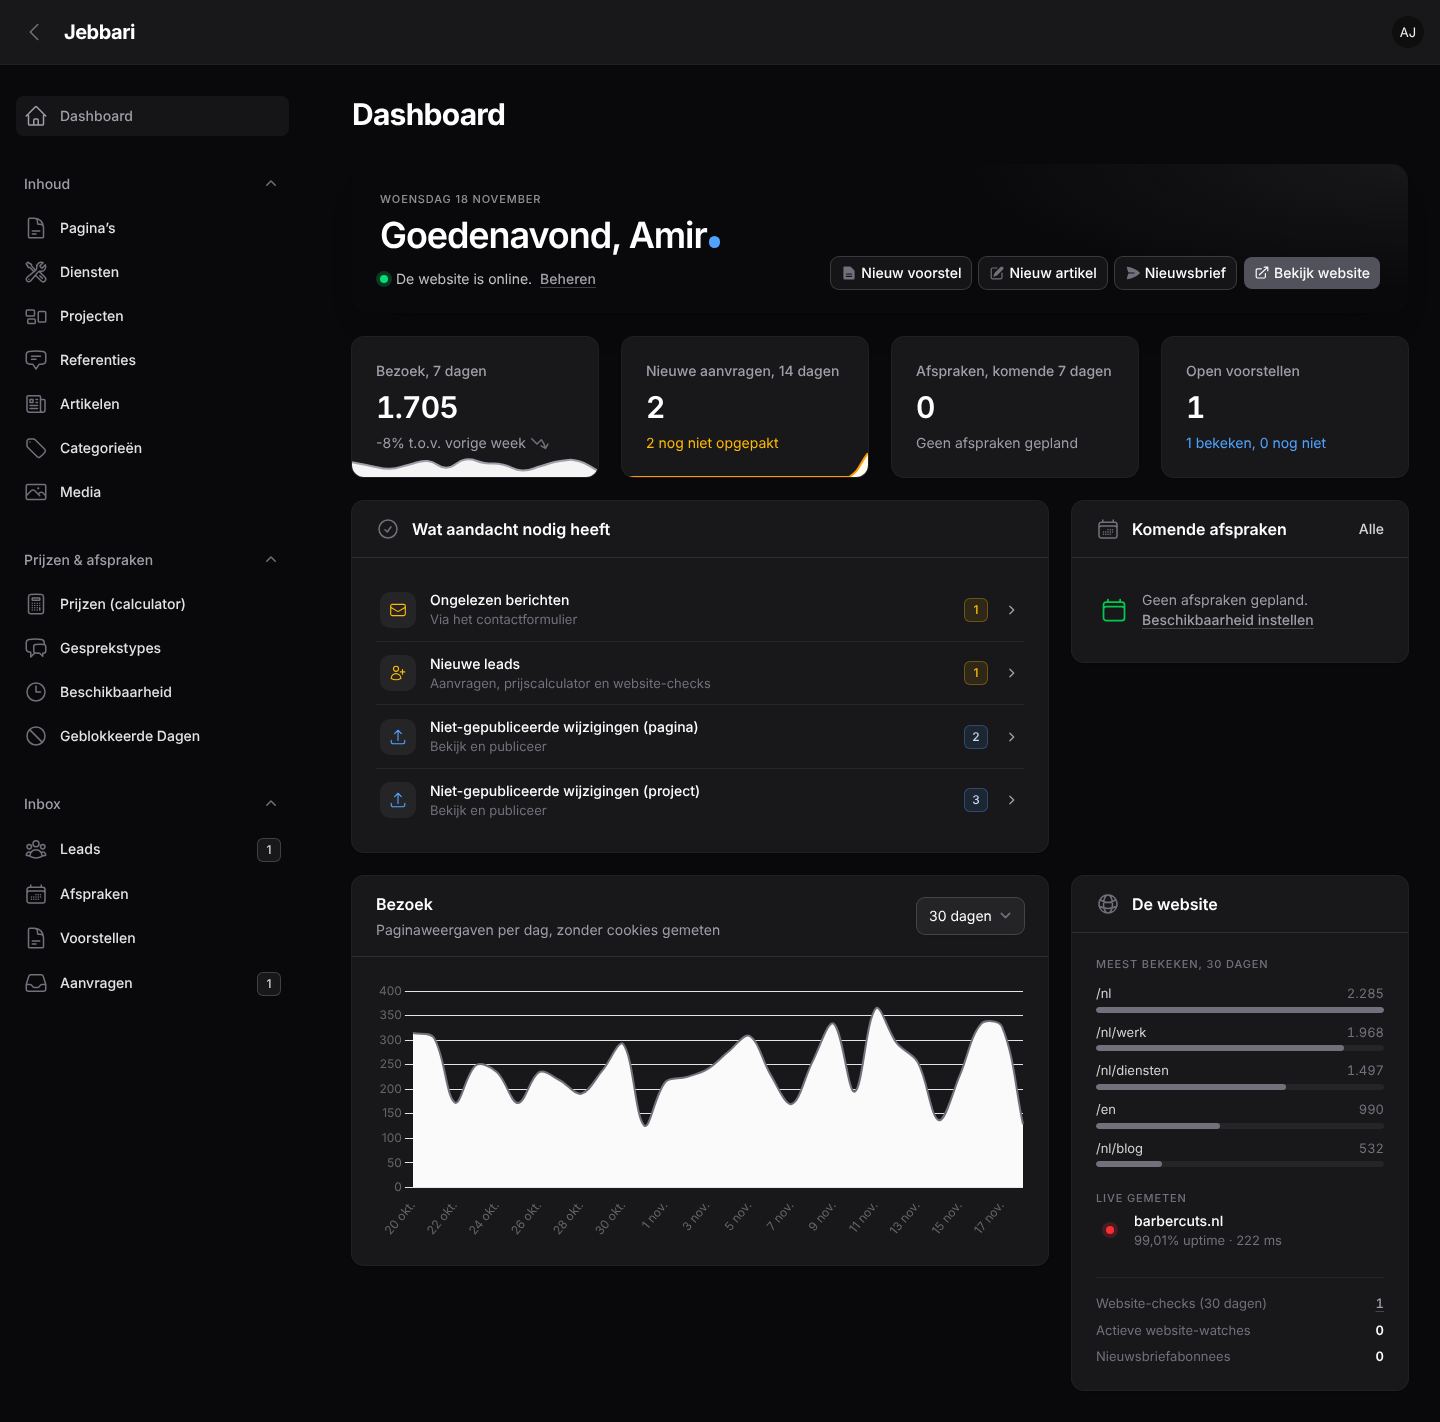 Jebbari
AJ
Dashboard
Inhoud
Pagina’s
Diensten
Projecten
Referenties
Artikelen
Categorieën
Media
Prijzen & afspraken
Prijzen (calculator)
Gesprekstypes
Beschikbaarheid
Geblokkeerde Dagen
Inbox
Leads 1
Afspraken
Voorstellen
Aanvragen 1
Dashboard
WOENSDAG 18 NOVEMBER
Goedenavond, Amir.
De website is online. Beheren
Nieuw voorstel
Nieuw artikel
Nieuwsbrief
Bekijk website
Bezoek, 7 dagen
1.705
-8% t.o.v. vorige week
Nieuwe aanvragen, 14 dagen
2
2 nog niet opgepakt
Afspraken, komende 7 dagen
0
Geen afspraken gepland
Open voorstellen
1
1 bekeken, 0 nog niet
Wat aandacht nodig heeft
Ongelezen berichten
Via het contactformulier
1
Nieuwe leads
Aanvragen, prijscalculator en website-checks
1
Niet-gepubliceerde wijzigingen (pagina)
Bekijk en publiceer
2
Niet-gepubliceerde wijzigingen (project)
Bekijk en publiceer
3
Komende afspraken
Alle
Geen afspraken gepland.
Beschikbaarheid instellen
Bezoek
Paginaweergaven per dag, zonder cookies gemeten
30 dagen
400
350
300
250
200
150
100
50
0
20 okt.
22 okt.
24 okt.
26 okt.
28 okt.
30 okt.
1 nov.
3 nov.
5 nov.
7 nov.
9 nov.
11 nov.
13 nov.
15 nov.
17 nov.
De website
MEEST BEKEKEN, 30 DAGEN
/nl 2.285
/nl/werk 1.968
/nl/diensten 1.497
/en 990
/nl/blog 532
LIVE GEMETEN
barbercuts.nl
99,01% uptime · 222 ms
Website-checks (30 dagen) 1
Actieve website-watches 0
Nieuwsbriefabonnees 0